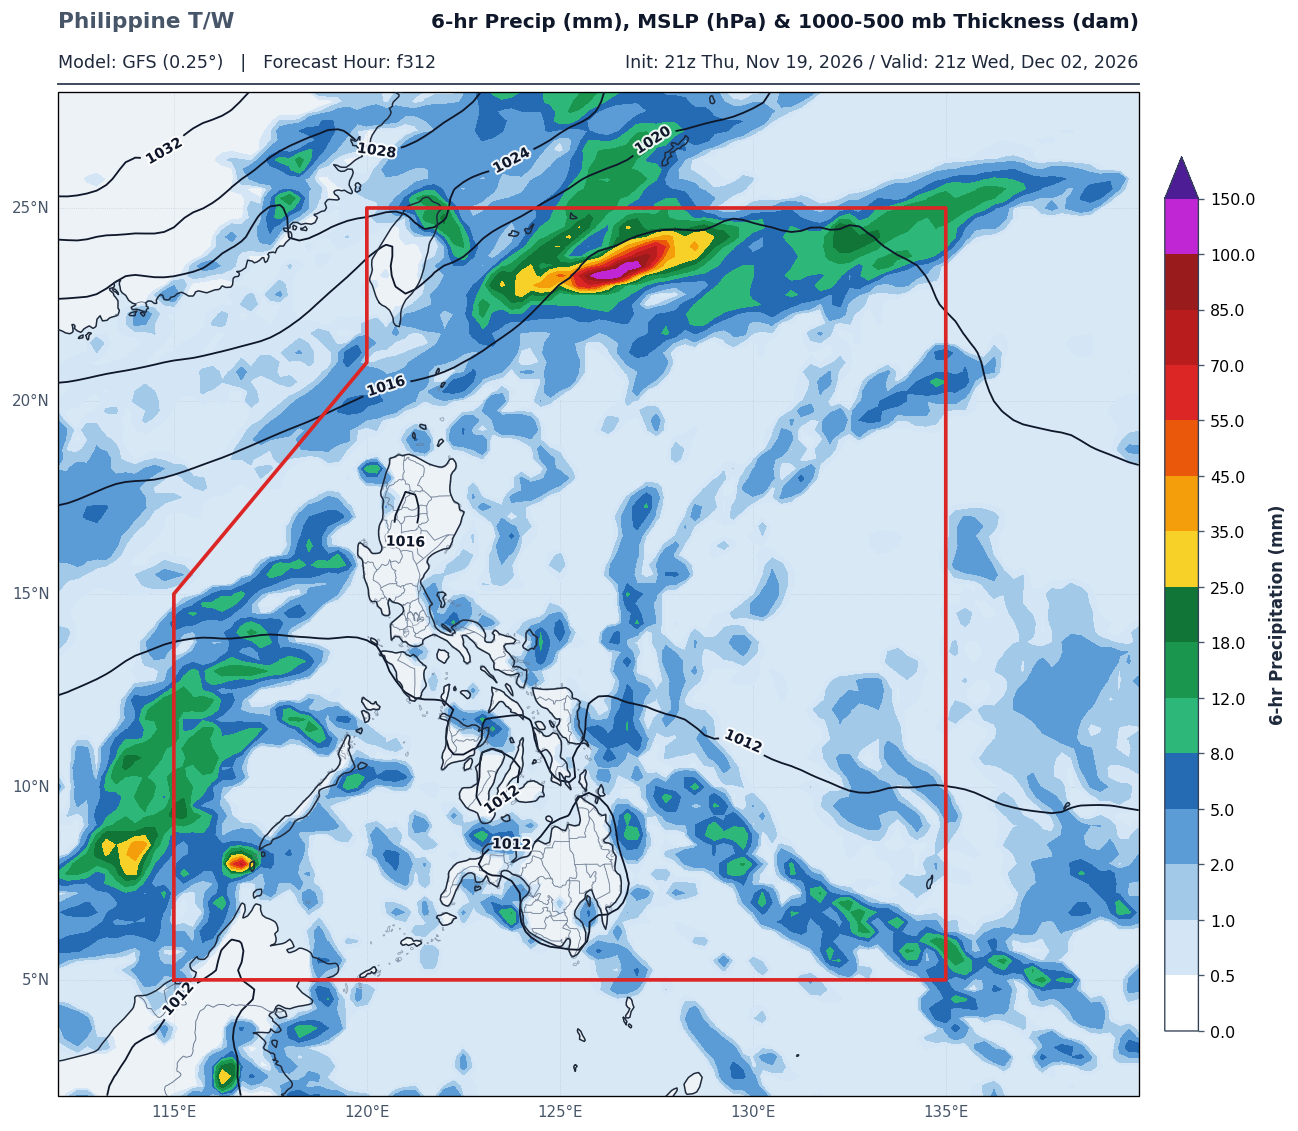 Philippine T/W
6-hr Precip (mm), MSLP (hPa) & 1000-500 mb Thickness (dam)
Model: GFS (0.25°) | Forecast Hour: f312
Init: 21z Thu, Nov 19, 2026 / Valid: 21z Wed, Dec 02, 2026
1032
1028
1024
1020
1016
1016
1012
1012
1012
1012
25°N
20°N
15°N
10°N
5°N
115°E
120°E
125°E
130°E
135°E
150.0
100.0
85.0
70.0
55.0
45.0
35.0
25.0
18.0
12.0
8.0
5.0
2.0
1.0
0.5
0.0
6-hr Precipitation (mm)